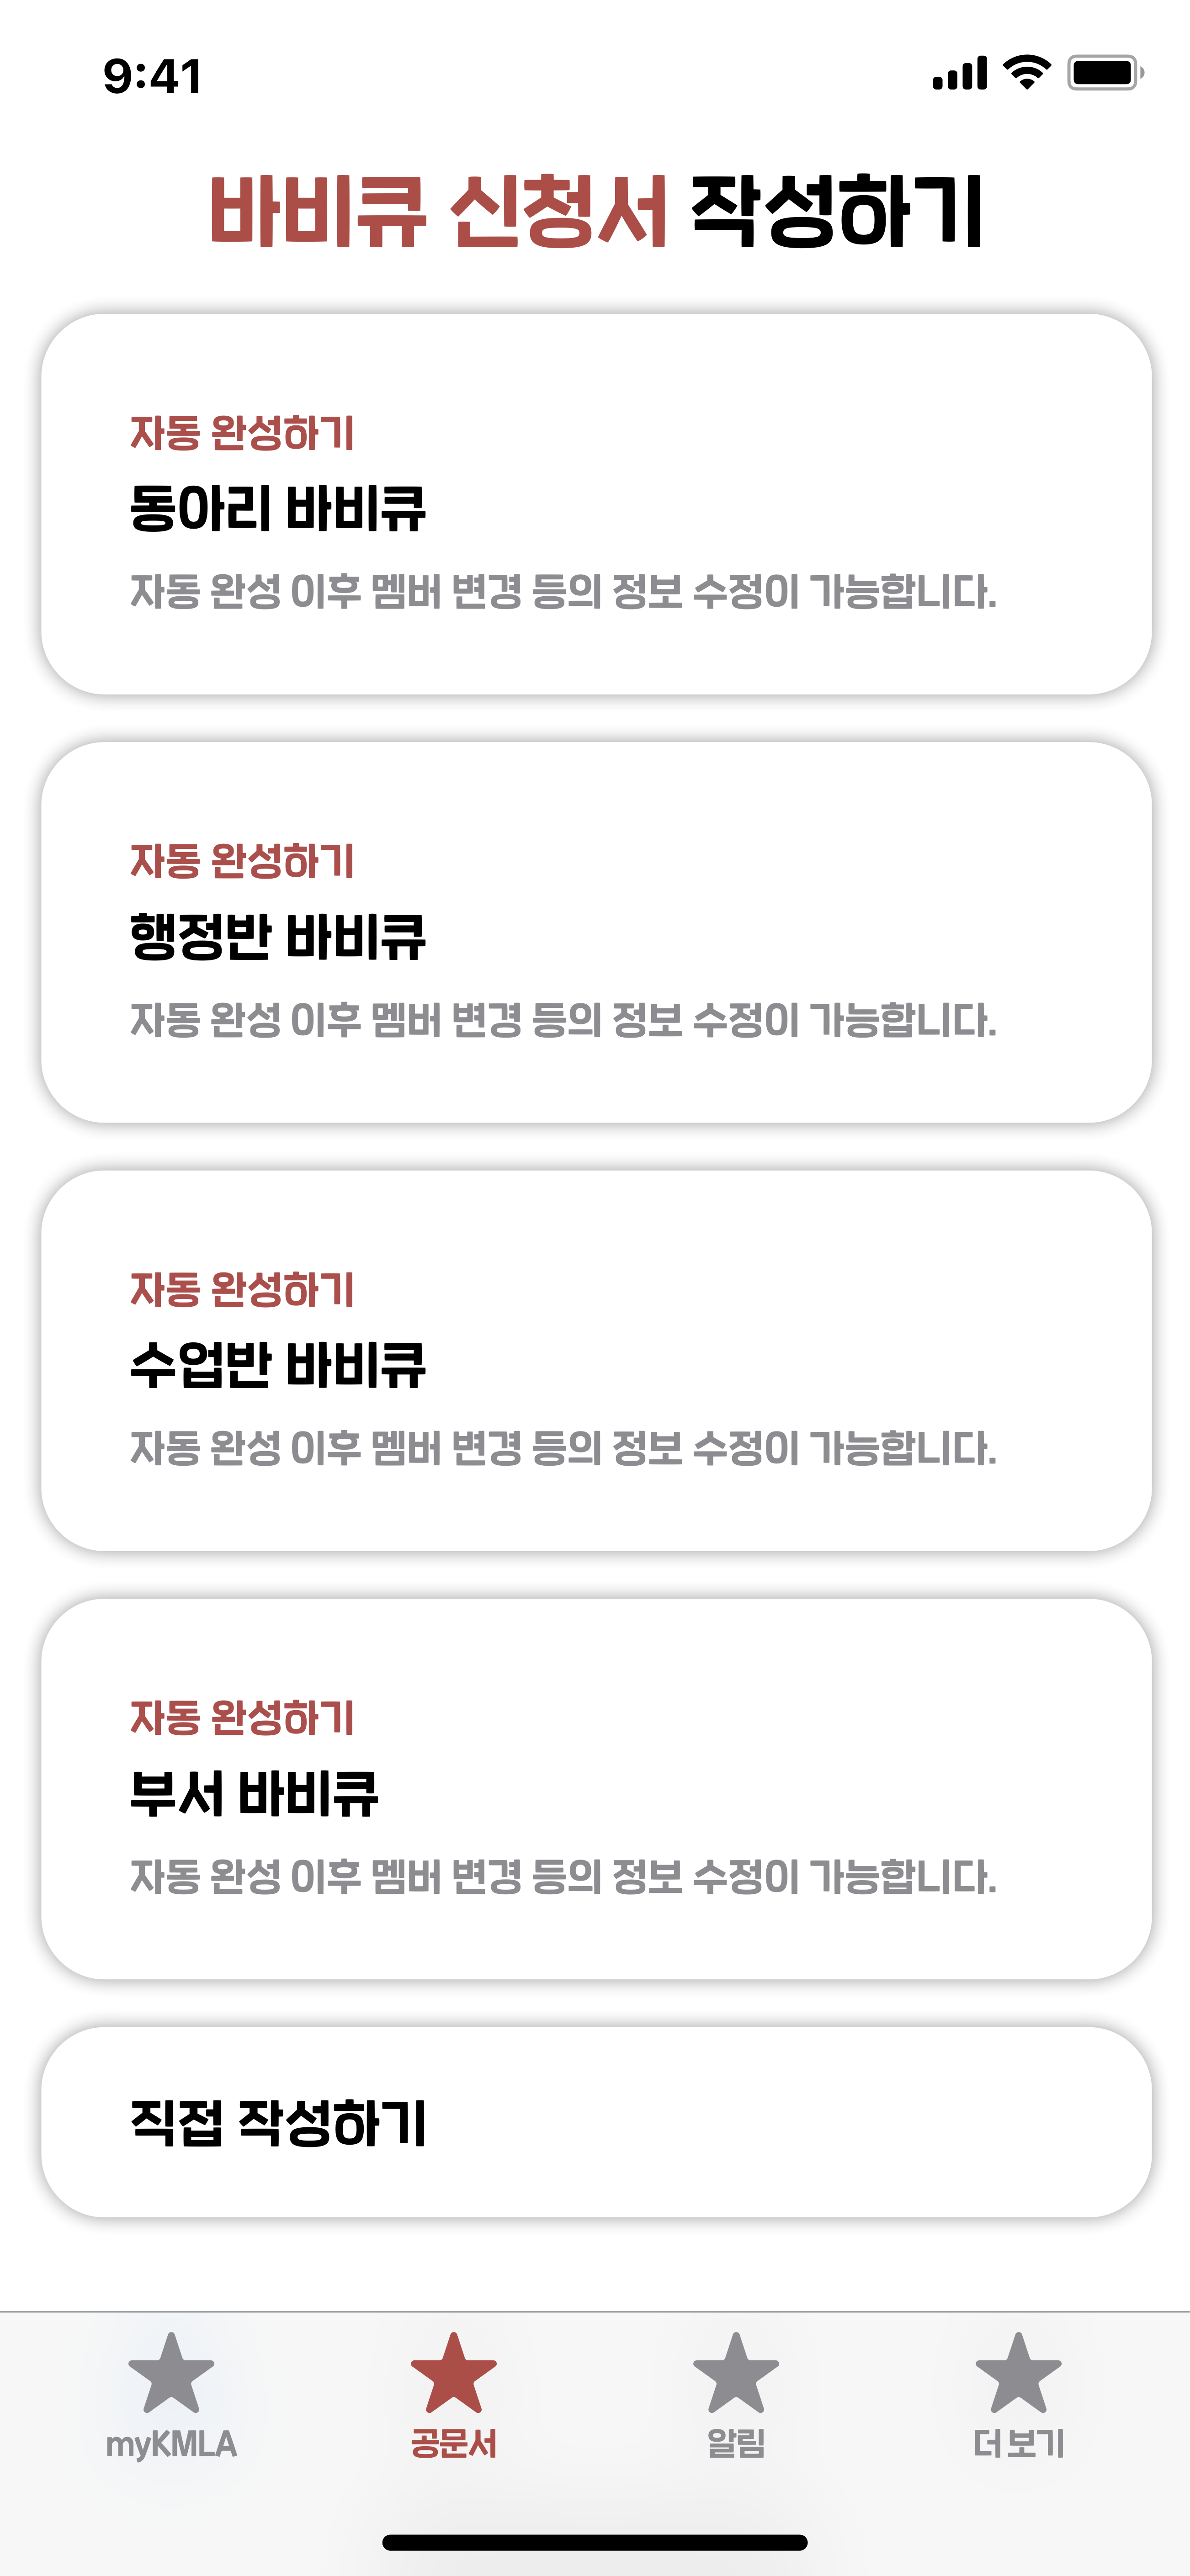 9:41
바비큐 신청서 작성하기
자동 완성하기
동아리 바비큐
자동 완성 이후 멤버 변경 등의 정보 수정이 가능합니다.
자동 완성하기
행정반 바비큐
자동 완성 이후 멤버 변경 등의 정보 수정이 가능합니다.
자동 완성하기
수업반 바비큐
자동 완성 이후 멤버 변경 등의 정보 수정이 가능합니다.
자동 완성하기
부서 바비큐
자동 완성 이후 멤버 변경 등의 정보 수정이 가능합니다.
직접 작성하기
myKMLA 공문서 알림 더 보기